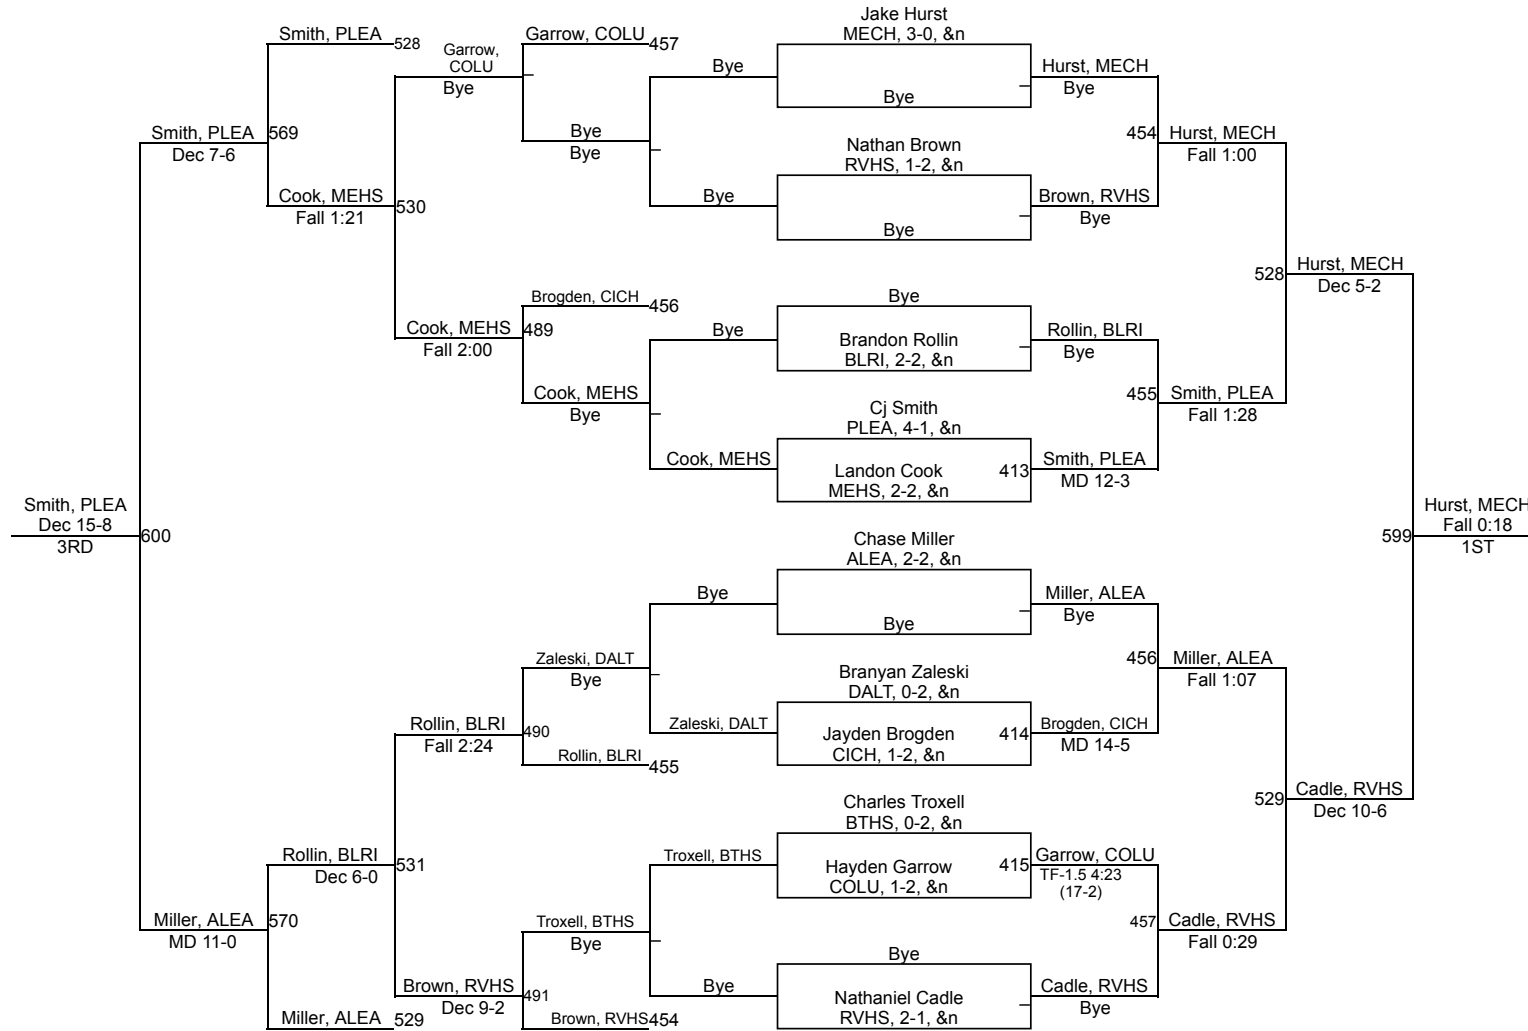 Smith, PLEA
528
Garrow,
COLU
Bye
Garrow, COLU
457
Bye
Jake Hurst
MECH, 3-0, &n
Bye
Hurst, MECH
Bye
Smith, PLEA
Dec 7-6
569
Bye
Bye
Nathan Brown
RVHS, 1-2, &n
454
Hurst, MECH
Fall 1:00
Cook, MEHS
Fall 1:21
530
Bye
Bye
Brown, RVHS
Bye
528
Hurst, MECH
Dec 5-2
Brogden, CICH
456
Bye
Cook, MEHS
Fall 2:00
489
Bye
Brandon Rollin
BLRI, 2-2, &n
Rollin, BLRI
Bye
Cook, MEHS
Bye
Cj Smith
PLEA, 4-1, &n
455
Smith, PLEA
Fall 1:28
Cook, MEHS
Landon Cook
MEHS, 2-2, &n
413
Smith, PLEA
MD 12-3
Smith, PLEA
Dec 15-8
3RD
600
Chase Miller
ALEA, 2-2, &n
599
Hurst, MECH
Fall 0:18
1ST
Bye
Bye
Miller, ALEA
Bye
Zaleski, DALT
Bye
Branyan Zaleski
DALT, 0-2, &n
456
Miller, ALEA
Fall 1:07
Rollin, BLRI
Fall 2:24
490
Zaleski, DALT
Jayden Brogden
CICH, 1-2, &n
414
Brogden, CICH
MD 14-5
Rollin, BLRI
455
Charles Troxell
BTHS, 0-2, &n
529
Cadle, RVHS
Dec 10-6
Rollin, BLRI
Dec 6-0
531
Troxell, BTHS
Hayden Garrow
COLU, 1-2, &n
415
Garrow, COLU
TF-1.5 4:23
(17-2)
Miller, ALEA
MD 11-0
570
Troxell, BTHS
Bye
457
Cadle, RVHS
Fall 0:29
Bye
Brown, RVHS
Dec 9-2
491
Bye
Nathaniel Cadle
RVHS, 2-1, &n
Cadle, RVHS
Bye
Miller, ALEA
529
Brown, RVHS
454